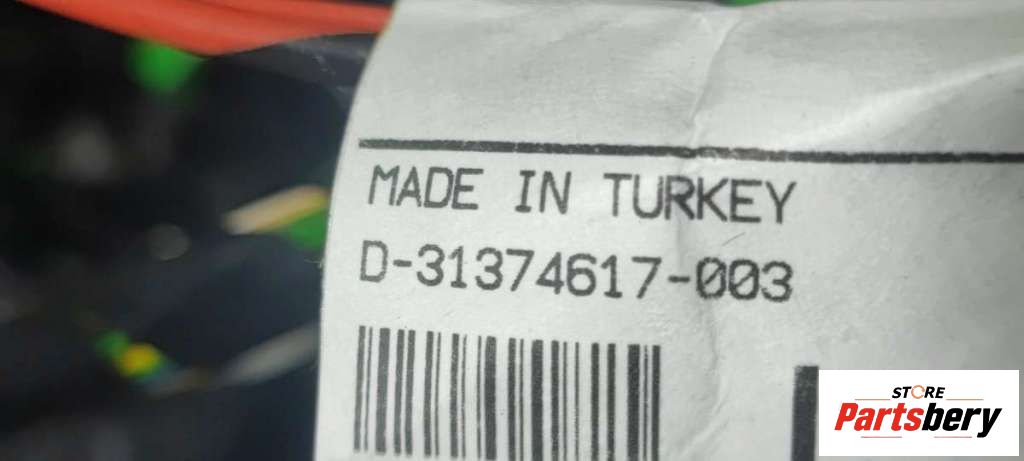 MADE IN TURKEY
D-31374617-003
STORE
Partsbery